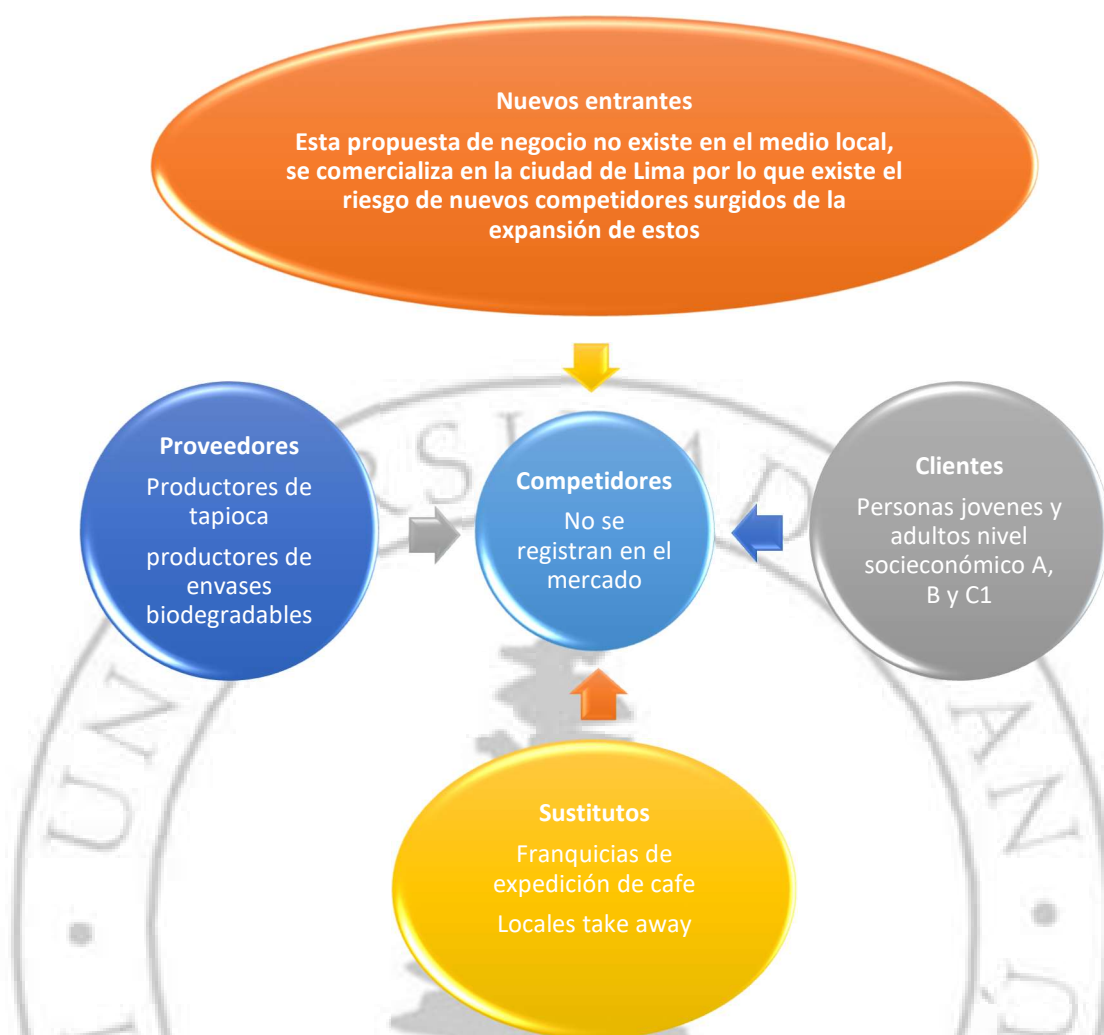 Nuevos entrantes
Esta propuesta de negocio no existe en el medio local,
se comercializa en la ciudad de Lima por lo que existe el
riesgo de nuevos competidores surgidos de la
expansión de estos
Proveedores
Productores de
tapioca
productores de
envases
biodegradables
Competidores
No se
registran en el
mercado
Clientes
Personas jovenes y
adultos nivel
socieconómico A,
B y C1
Sustitutos
Franquicias de
expedición de cafe
Locales take away